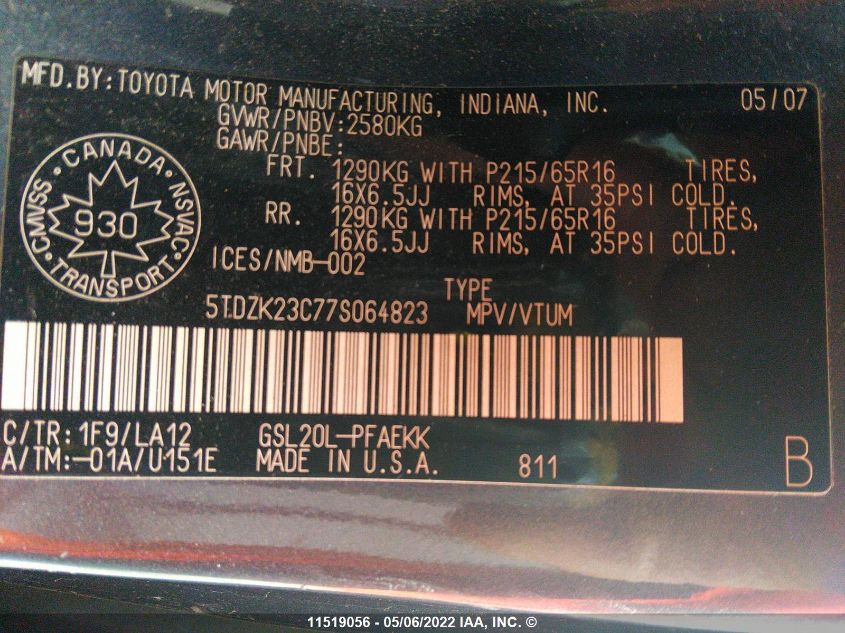 MFD.BY:TOYOTA MOTOR MANUFACTURING, INDIANA, INC. 05/07
GVWR/PNBV:2580KG
GAWR/PNBE:
FRT. 1290KG WITH P215/65R16 TIRES,
16X6.5JJ RIMS, AT 35PSI COLD.
RR. 1290KG WITH P215/65R16 TIRES,
16X6.5JJ RIMS, AT 35PSI COLD.
CANADA
CMVSS 930 NSVAC
TRANSPORT
ICES/NMB-002
TYPE
5TDZK23C77S064823 MPV/VTUM
C/TR:1F9/LA12 GSL20L-PFAEKK
A/TM:-01A/U151E MADE IN U.S.A. 811 B
11519056 - 05/06/2022 IAA, INC. ©